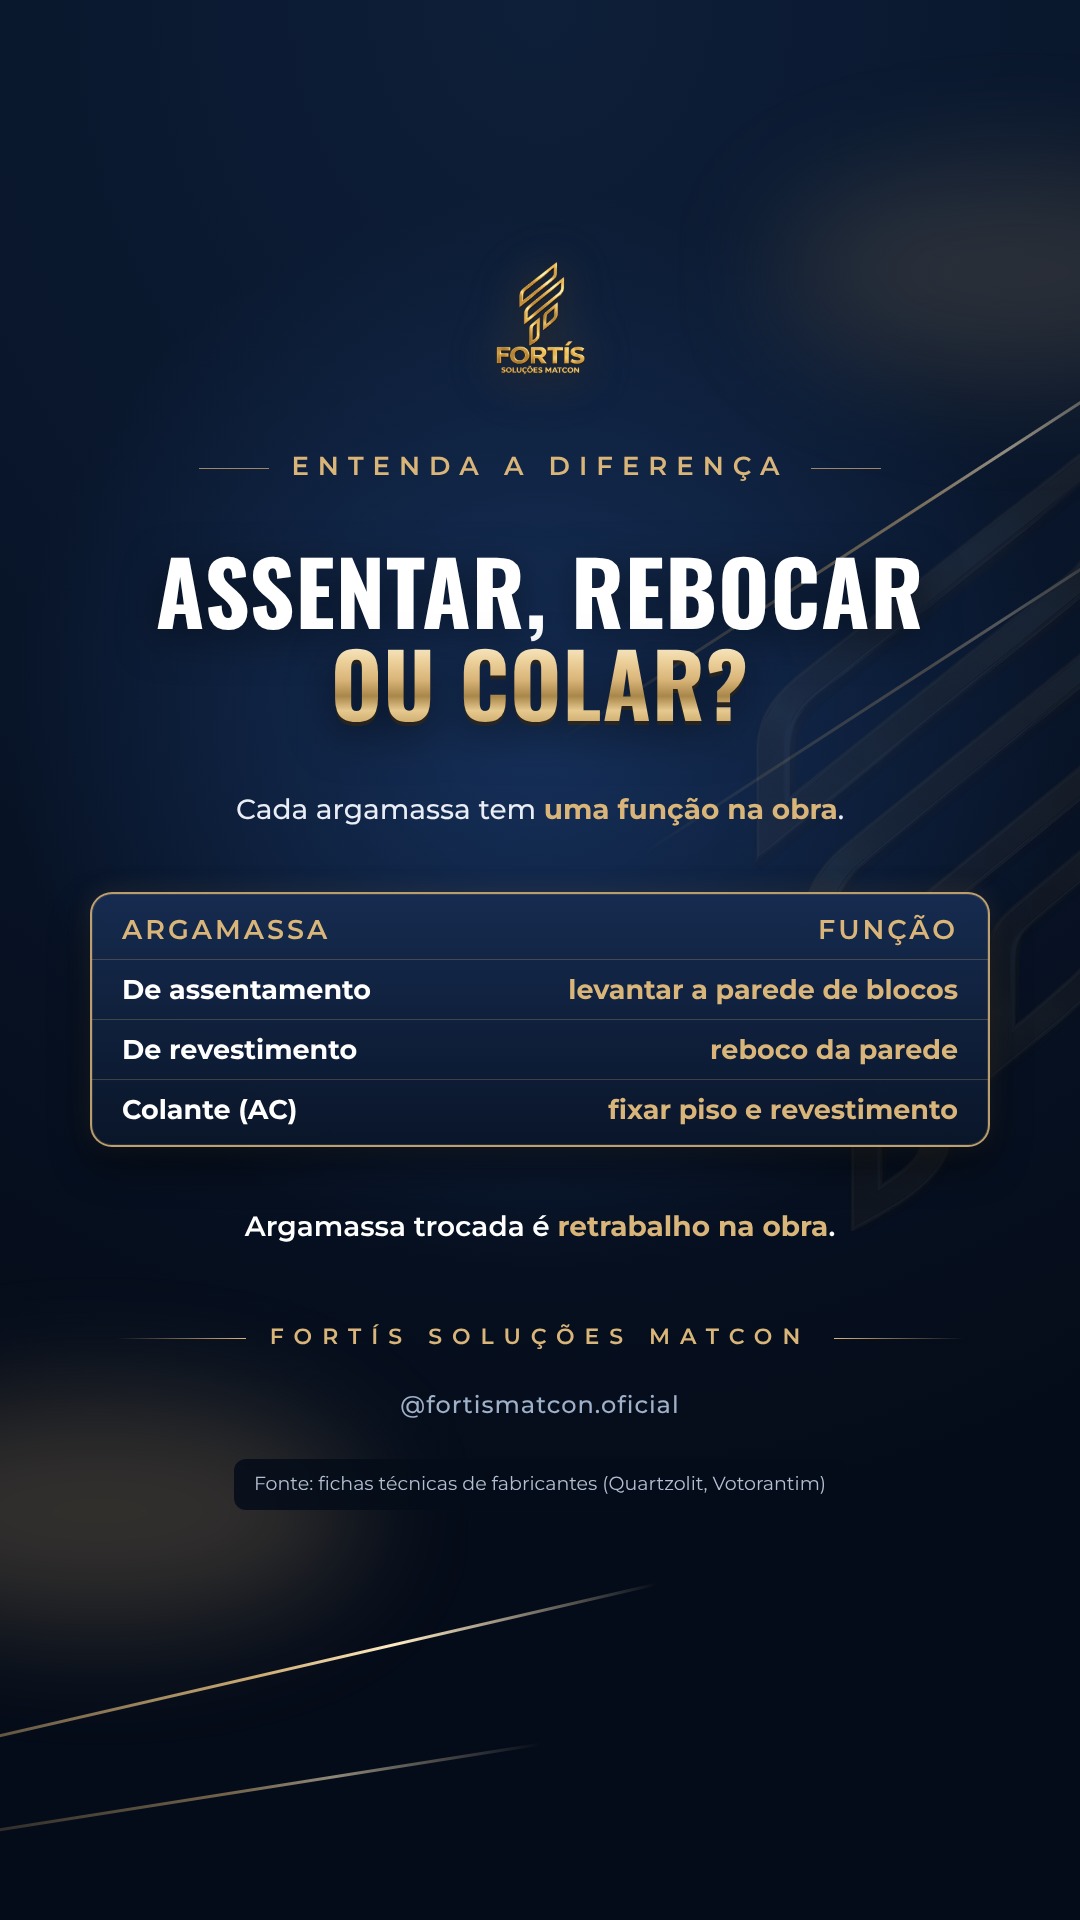 FORTÍS
SOLUÇÕES MATCON
ENTENDA A DIFERENÇA
ASSENTAR, REBOCAR
OU COLAR?
Cada argamassa tem uma função na obra.
ARGAMASSA FUNÇÃO
De assentamento levantar a parede de blocos
De revestimento reboco da parede
Colante (AC) fixar piso e revestimento
Argamassa trocada é retrabalho na obra.
FORTÍS SOLUÇÕES MATCON
@fortismatcon.oficial
Fonte: fichas técnicas de fabricantes (Quartzolit, Votorantim)